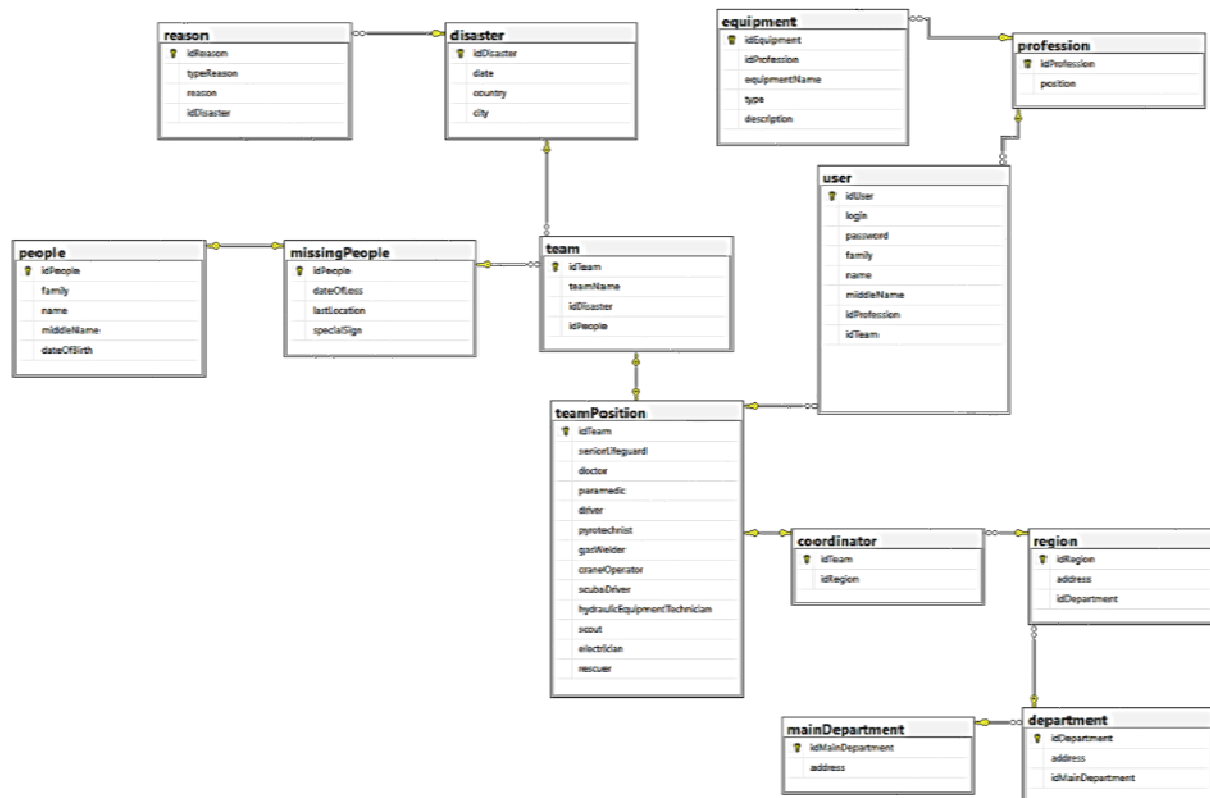 reason
idReason
typeReason
reason
idDisaster
disaster
idDisaster
date
country
city
equipment
idEquipment
idProfession
equipmentName
type
description
profession
idProfession
position
user
idUser
login
password
family
name
middleName
idProfession
idTeam
people
idPeople
family
name
middleName
dateOfBirth
missingPeople
idPeople
dateOfLoss
lastLocation
specialSign
team
idTeam
teamName
idDisaster
idPeople
teamPosition
idTeam
seniorLifeguard
doctor
paramedic
driver
pyrotechnist
gasWelder
craneOperator
scubaDriver
hydraulicEquipmentTechnician
scout
electrician
rescuer
coordinator
idTeam
idRegion
region
idRegion
address
idDepartment
mainDepartment
idMainDepartment
address
department
idDepartment
address
idMainDepartment